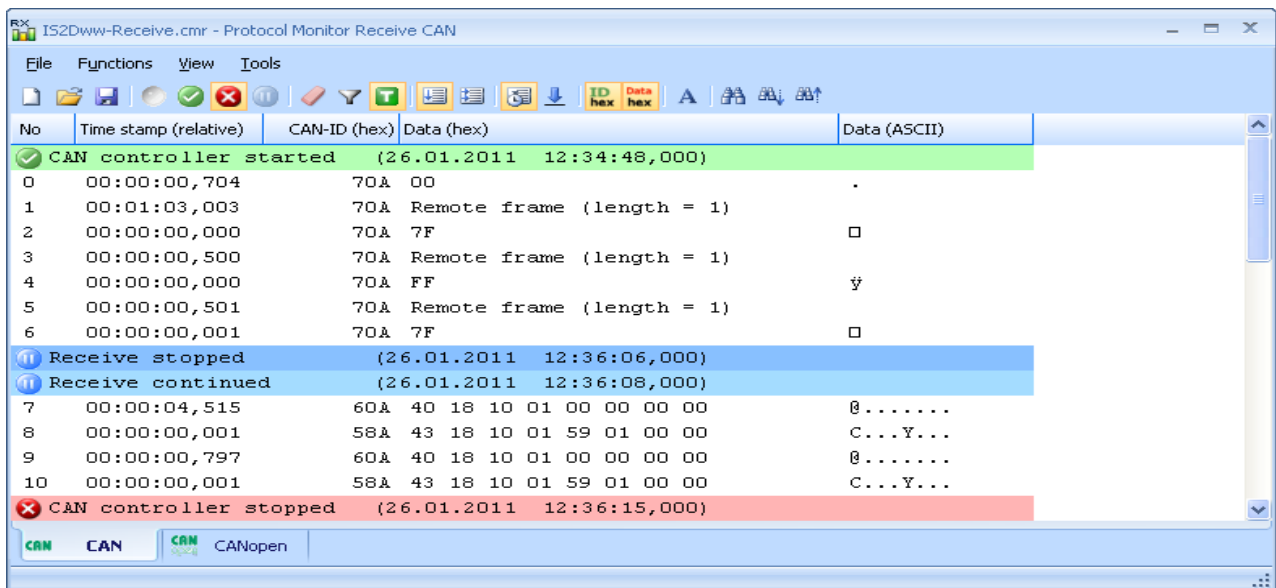 RX IS2Dww-Receive.cmr - Protocol Monitor Receive CAN
File Functions View Tools
T ID hex Data hex A
No Time stamp (relative) CAN-ID (hex) Data (hex) Data (ASCII)
CAN controller started (26.01.2011 12:34:48,000)
0 00:00:00,704 70A 00 .
1 00:01:03,003 70A Remote frame (length = 1)
2 00:00:00,000 70A 7F □
3 00:00:00,500 70A Remote frame (length = 1)
4 00:00:00,000 70A FF ÿ
5 00:00:00,501 70A Remote frame (length = 1)
6 00:00:00,001 70A 7F □
Receive stopped (26.01.2011 12:36:06,000)
Receive continued (26.01.2011 12:36:08,000)
7 00:00:04,515 60A 40 18 10 01 00 00 00 00 @.......
8 00:00:00,001 58A 43 18 10 01 59 01 00 00 C...Y...
9 00:00:00,797 60A 40 18 10 01 00 00 00 00 @.......
10 00:00:00,001 58A 43 18 10 01 59 01 00 00 C...Y...
CAN controller stopped (26.01.2011 12:36:15,000)
CAN CAN CAN CANopen